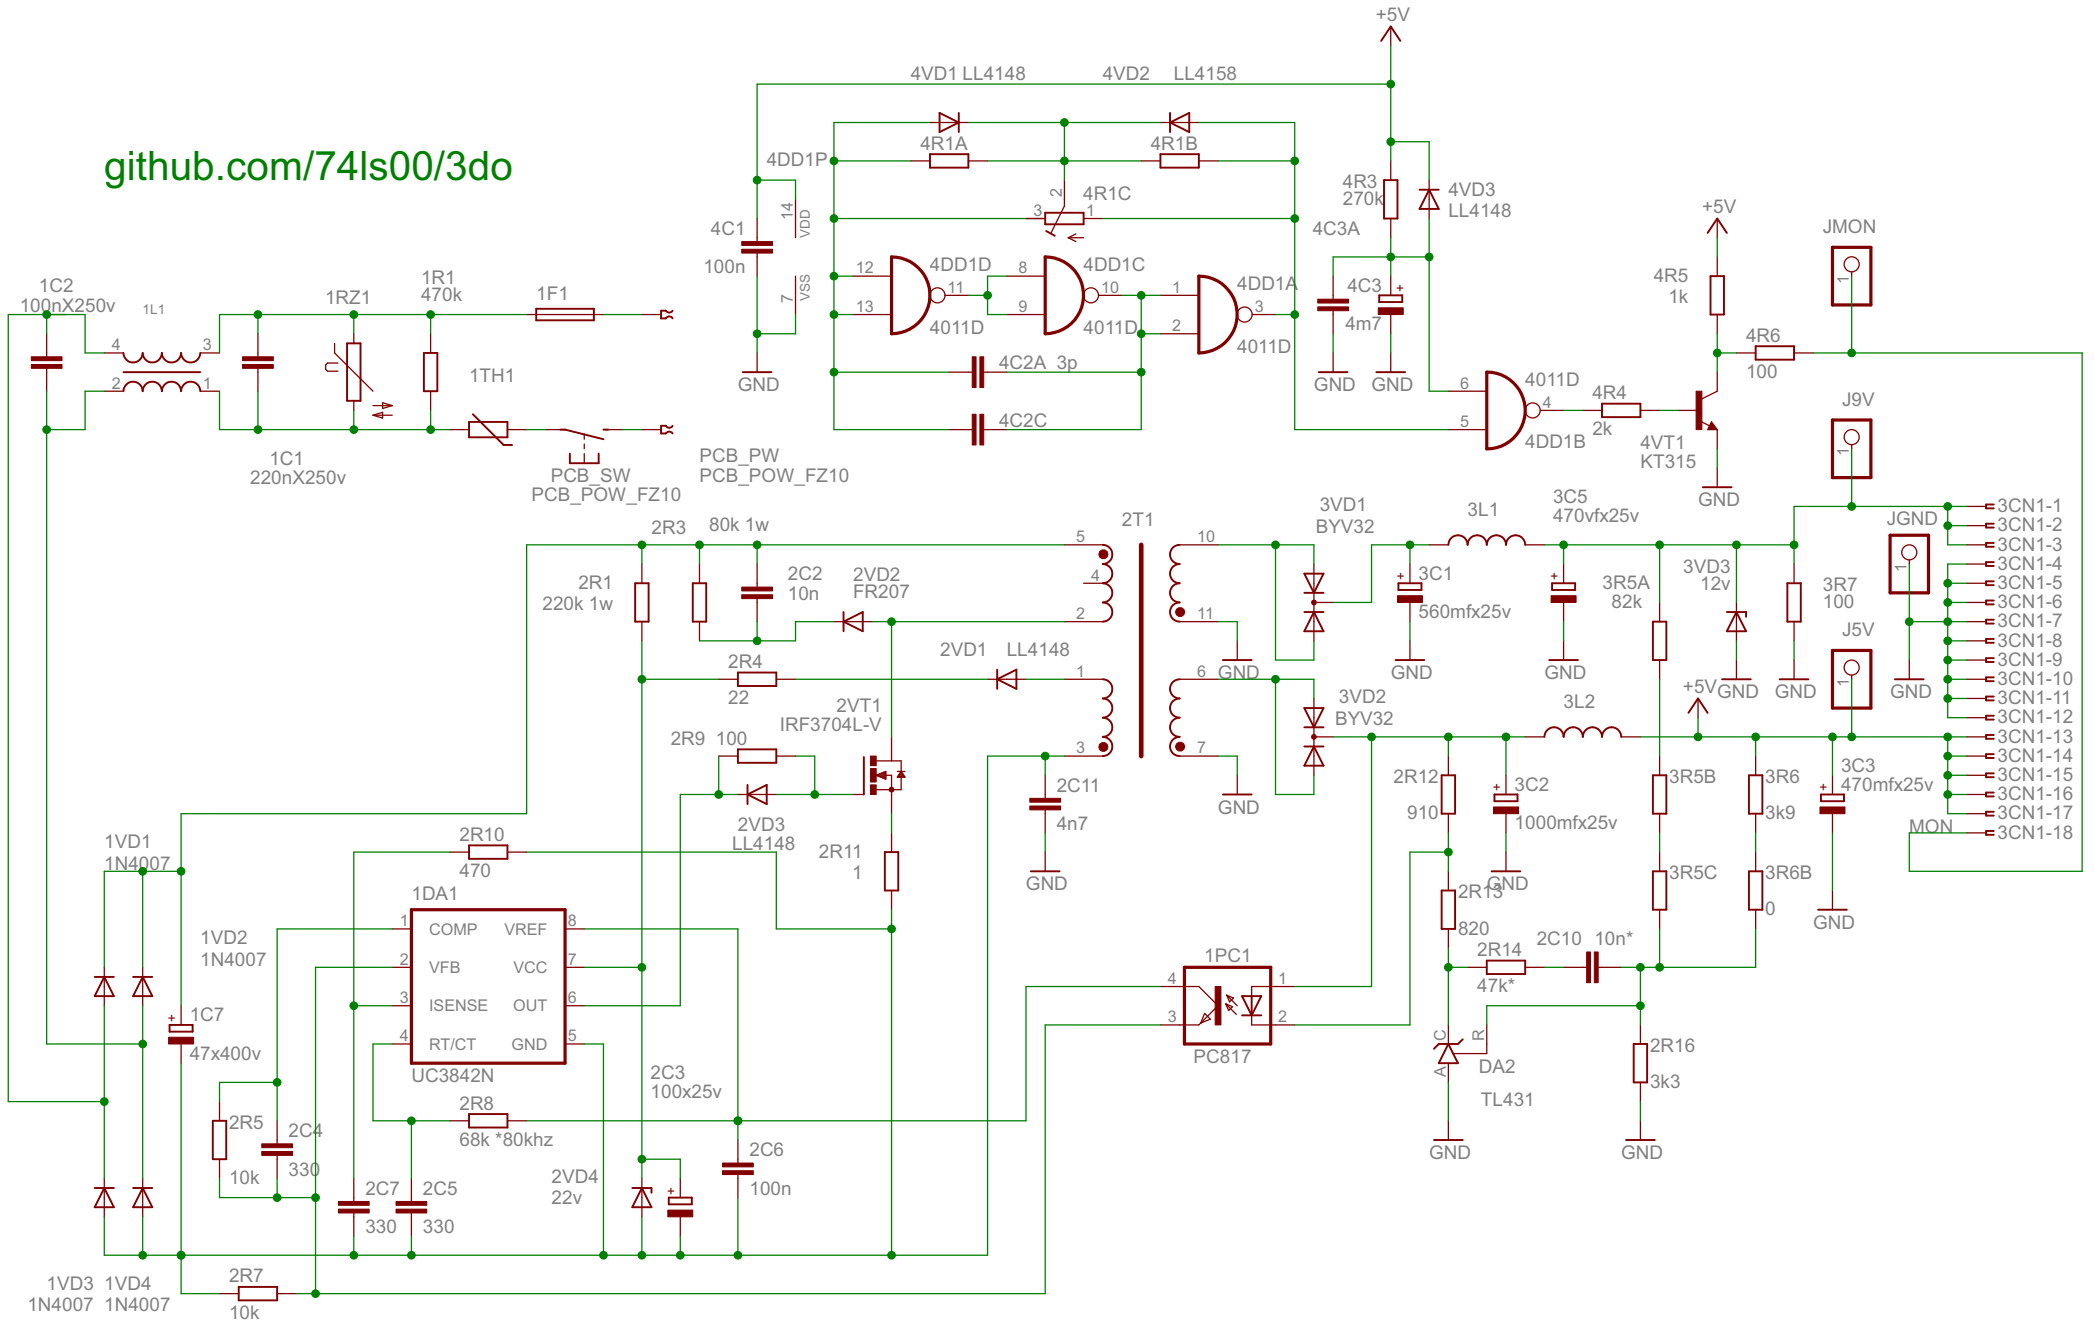 +5V
4VD1 LL4148
4VD2 LL4158
github.com/74ls00/3do
4DD1P
4R1A
4R1B
14
VDD
4C1
100n
7
VSS
GND
2
3
1
4R1C
4R3
270k
4VD3
LL4148
4C3A
12
13
4DD1D
11
4011D
8
9
4DD1C
10
4011D
1
2
4DD1A
3
4011D
4C2A 3p
4C2C
4C3
+
4m7
GND
GND
+5V
JMON
1
4R5
1k
4R6
100
6
5
4011D
4
4DD1B
4R4
2k
4VT1
KT315
GND
J9V
1
1C2
100nX250v
1L1
4
3
2
1
1RZ1
U
1R1
470k
1F1
1TH1
1C1
220nX250v
PCB_SW
PCB_POW_FZ10
PCB_PW
PCB_POW_FZ10
2R3
80k 1w
2R1
220k 1w
2C2
10n
2VD2
FR207
2T1
5
4
2
1
3
10
11
6
7
GND
GND
3VD1
BYV32
3L1
3C5
470vfx25v
+
3C1
560mfx25v
+
GND
GND
3R5A
82k
3VD3
12v
GND
3R7
100
GND
JGND
1
GND
J5V
1
+5V
3CN1-1
3CN1-2
3CN1-3
3CN1-4
3CN1-5
3CN1-6
3CN1-7
3CN1-8
3CN1-9
3CN1-10
3CN1-11
3CN1-12
3CN1-13
3CN1-14
3CN1-15
3CN1-16
3CN1-17
3CN1-18
MON
2R4
22
2VD1 LL4148
2VT1
IRF3704L-V
2R9 100
2VD3
LL4148
2R11
1
2C11
4n7
GND
3VD2
BYV32
3L2
2R12
910
3C2
+
1000mfx25v
GND
2R13
820
3R5B
3R5C
3R6
3k9
3R6B
0
3C3
470mfx25v
+
GND
2R14
47k*
2C10 10n*
C
R
A
DA2
TL431
GND
2R16
3k3
GND
1PC1
4
3
1
2
PC817
1VD1
1N4007
1VD2
1N4007
1C7
+
47x400v
2R10
470
1DA1
1
2
3
4
COMP
VFB
ISENSE
RT/CT
VREF
VCC
OUT
GND
8
7
6
5
UC3842N
2R5
10k
2C4
330
2R8
68k *80khz
2C7
330
2C5
330
2C3
100x25v
+
2VD4
22v
2C6
100n
1VD3
1N4007
1VD4
1N4007
2R7
10k